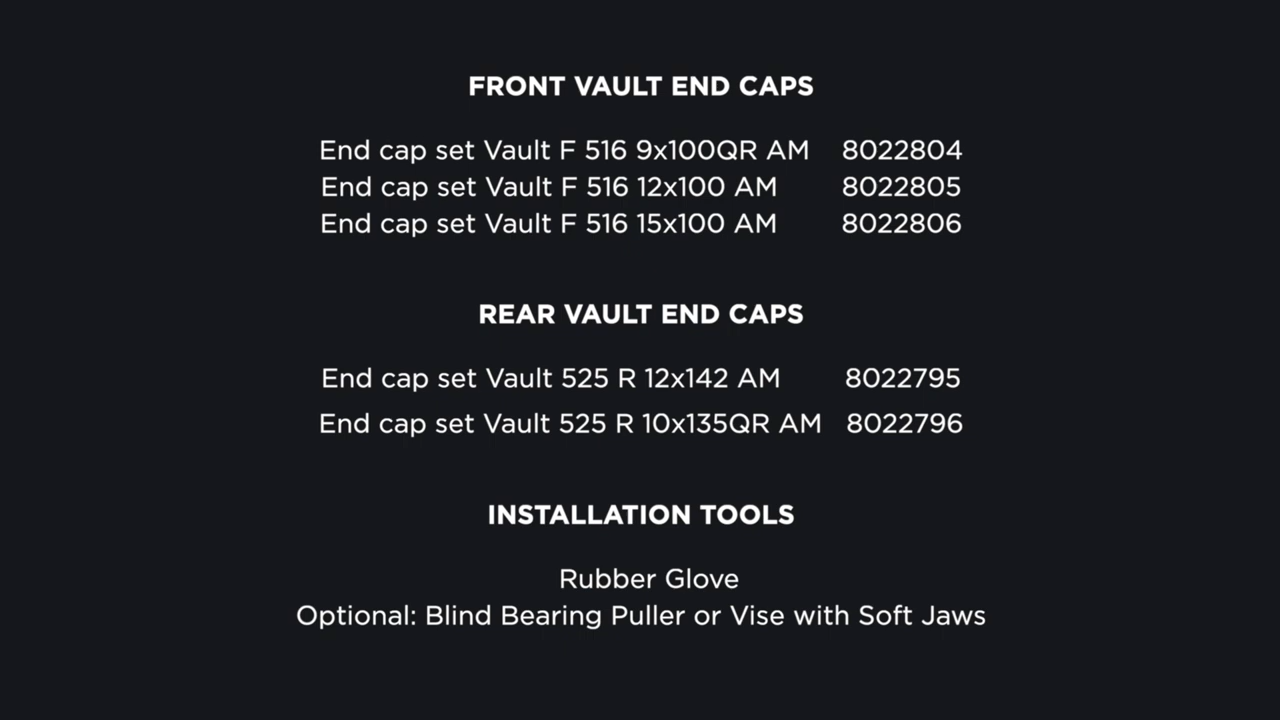 FRONT VAULT END CAPS
End cap set Vault F 516 9x100QR AM 8022804
End cap set Vault F 516 12x100 AM 8022805
End cap set Vault F 516 15x100 AM 8022806
REAR VAULT END CAPS
End cap set Vault 525 R 12x142 AM 8022795
End cap set Vault 525 R 10x135QR AM 8022796
INSTALLATION TOOLS
Rubber Glove
Optional: Blind Bearing Puller or Vise with Soft Jaws